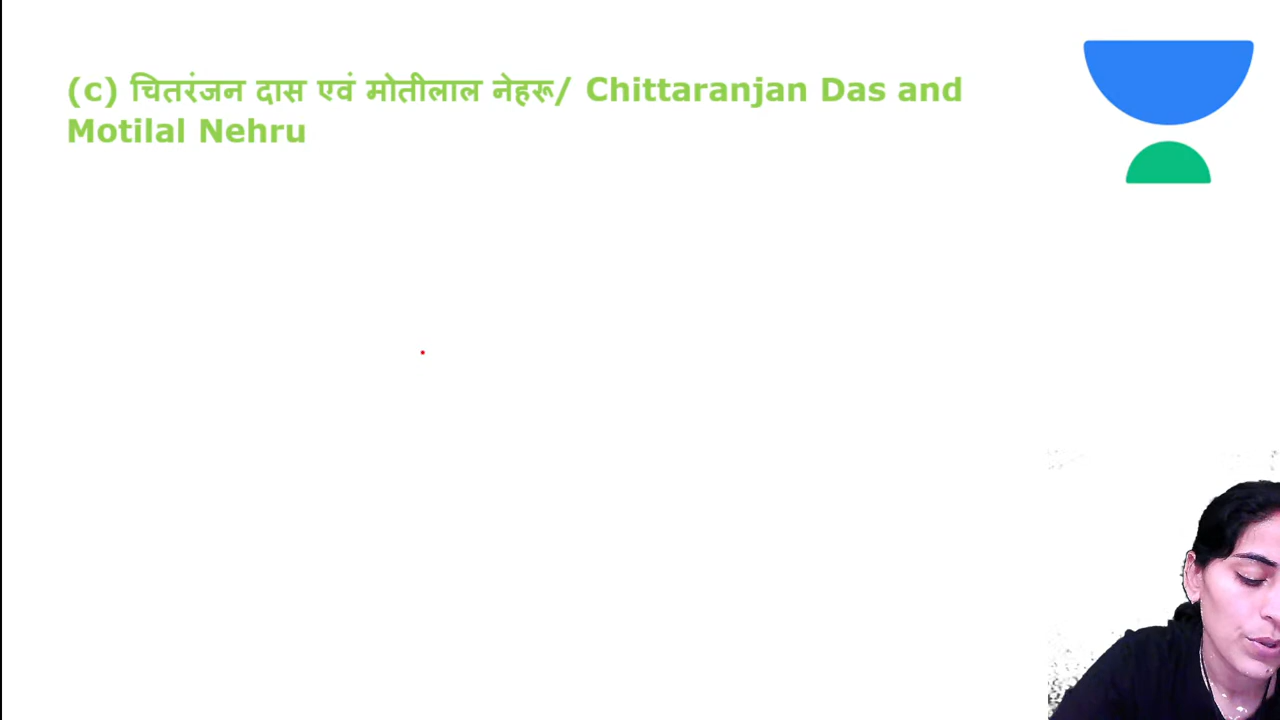 (c) चितरंजन दास एवं मोतीलाल नेहरू/ Chittaranjan Das and
Motilal Nehru